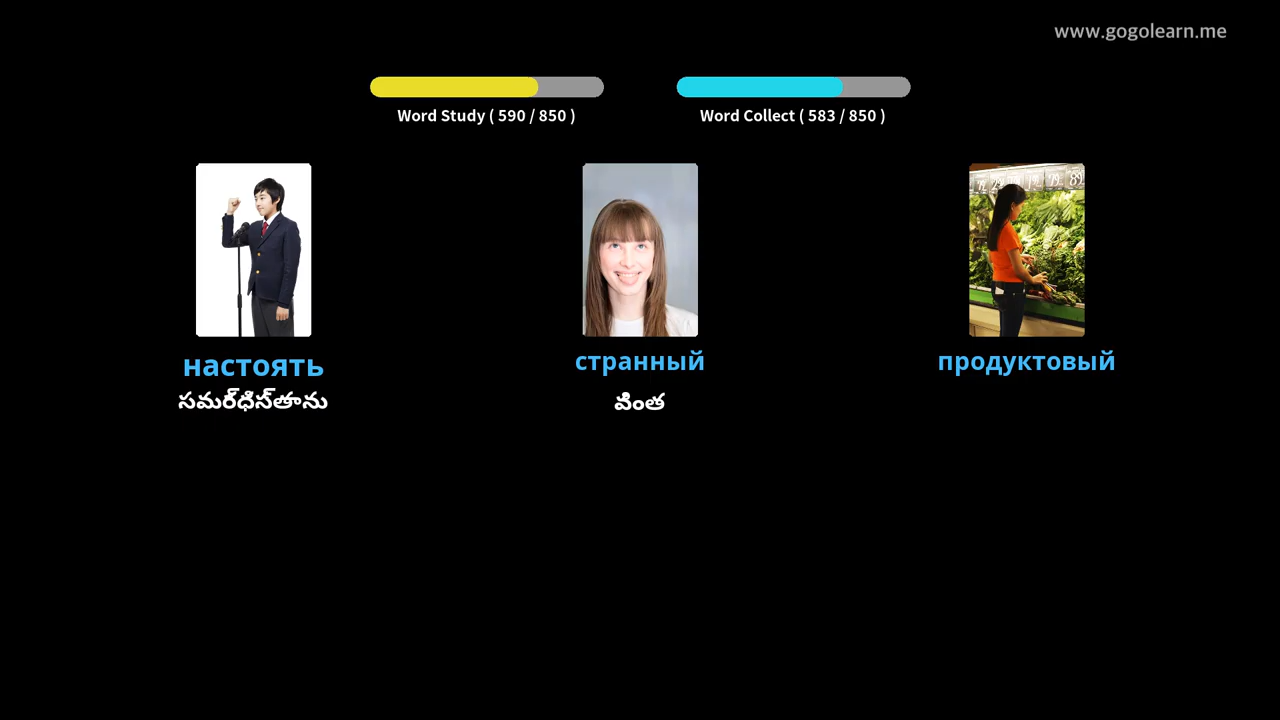 www.gogolearn.me
Word Study ( 590 / 850 )
Word Collect ( 583 / 850 )
настоять
странный
продуктовый
సమర్ధిస్తాను
వింత